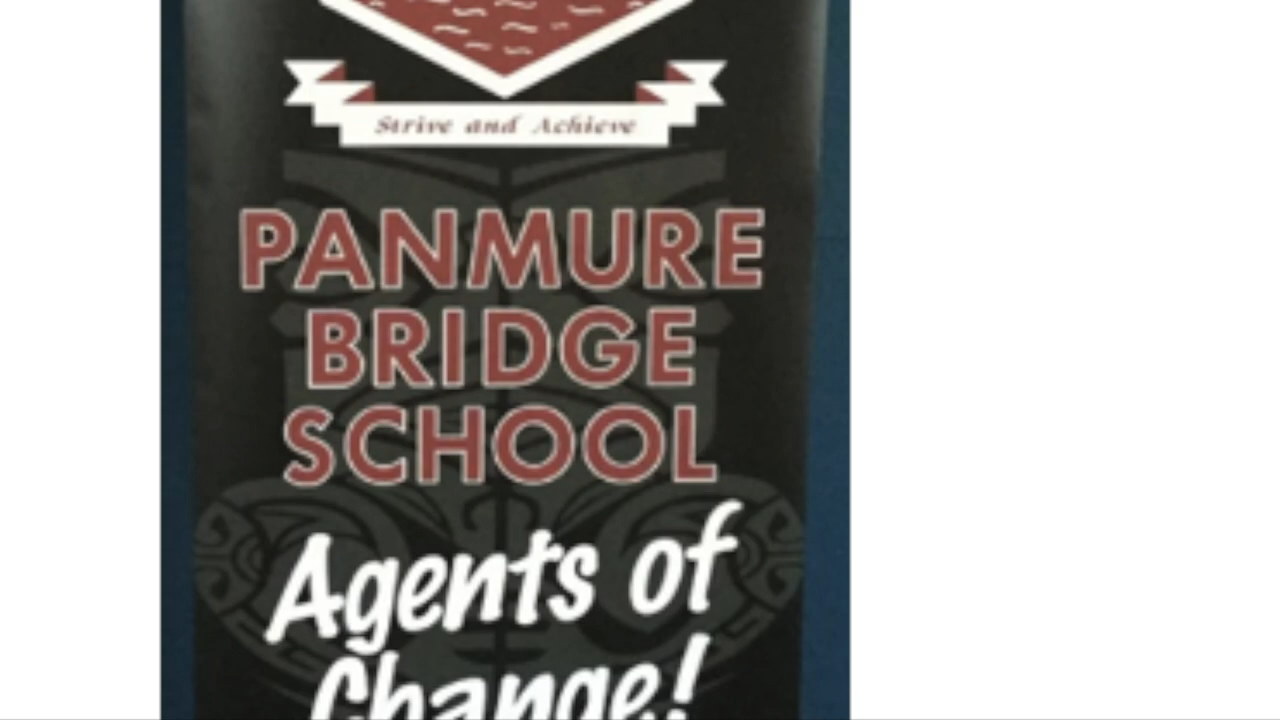 Strive and Achieve
PANMURE
BRIDGE
SCHOOL
Agents of
Change!